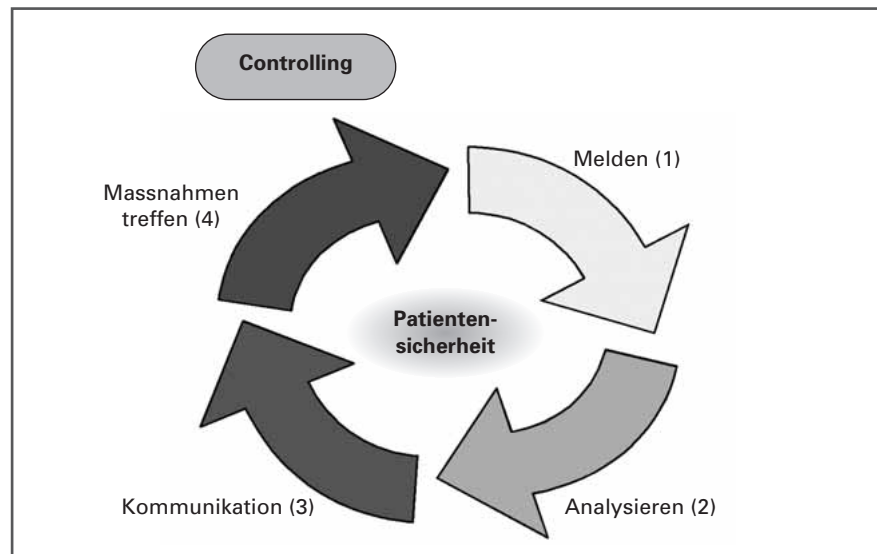 Controlling
Melden (1)
Massnahmen
treffen (4)
Patienten-
sicherheit
Kommunikation (3)
Analysieren (2)